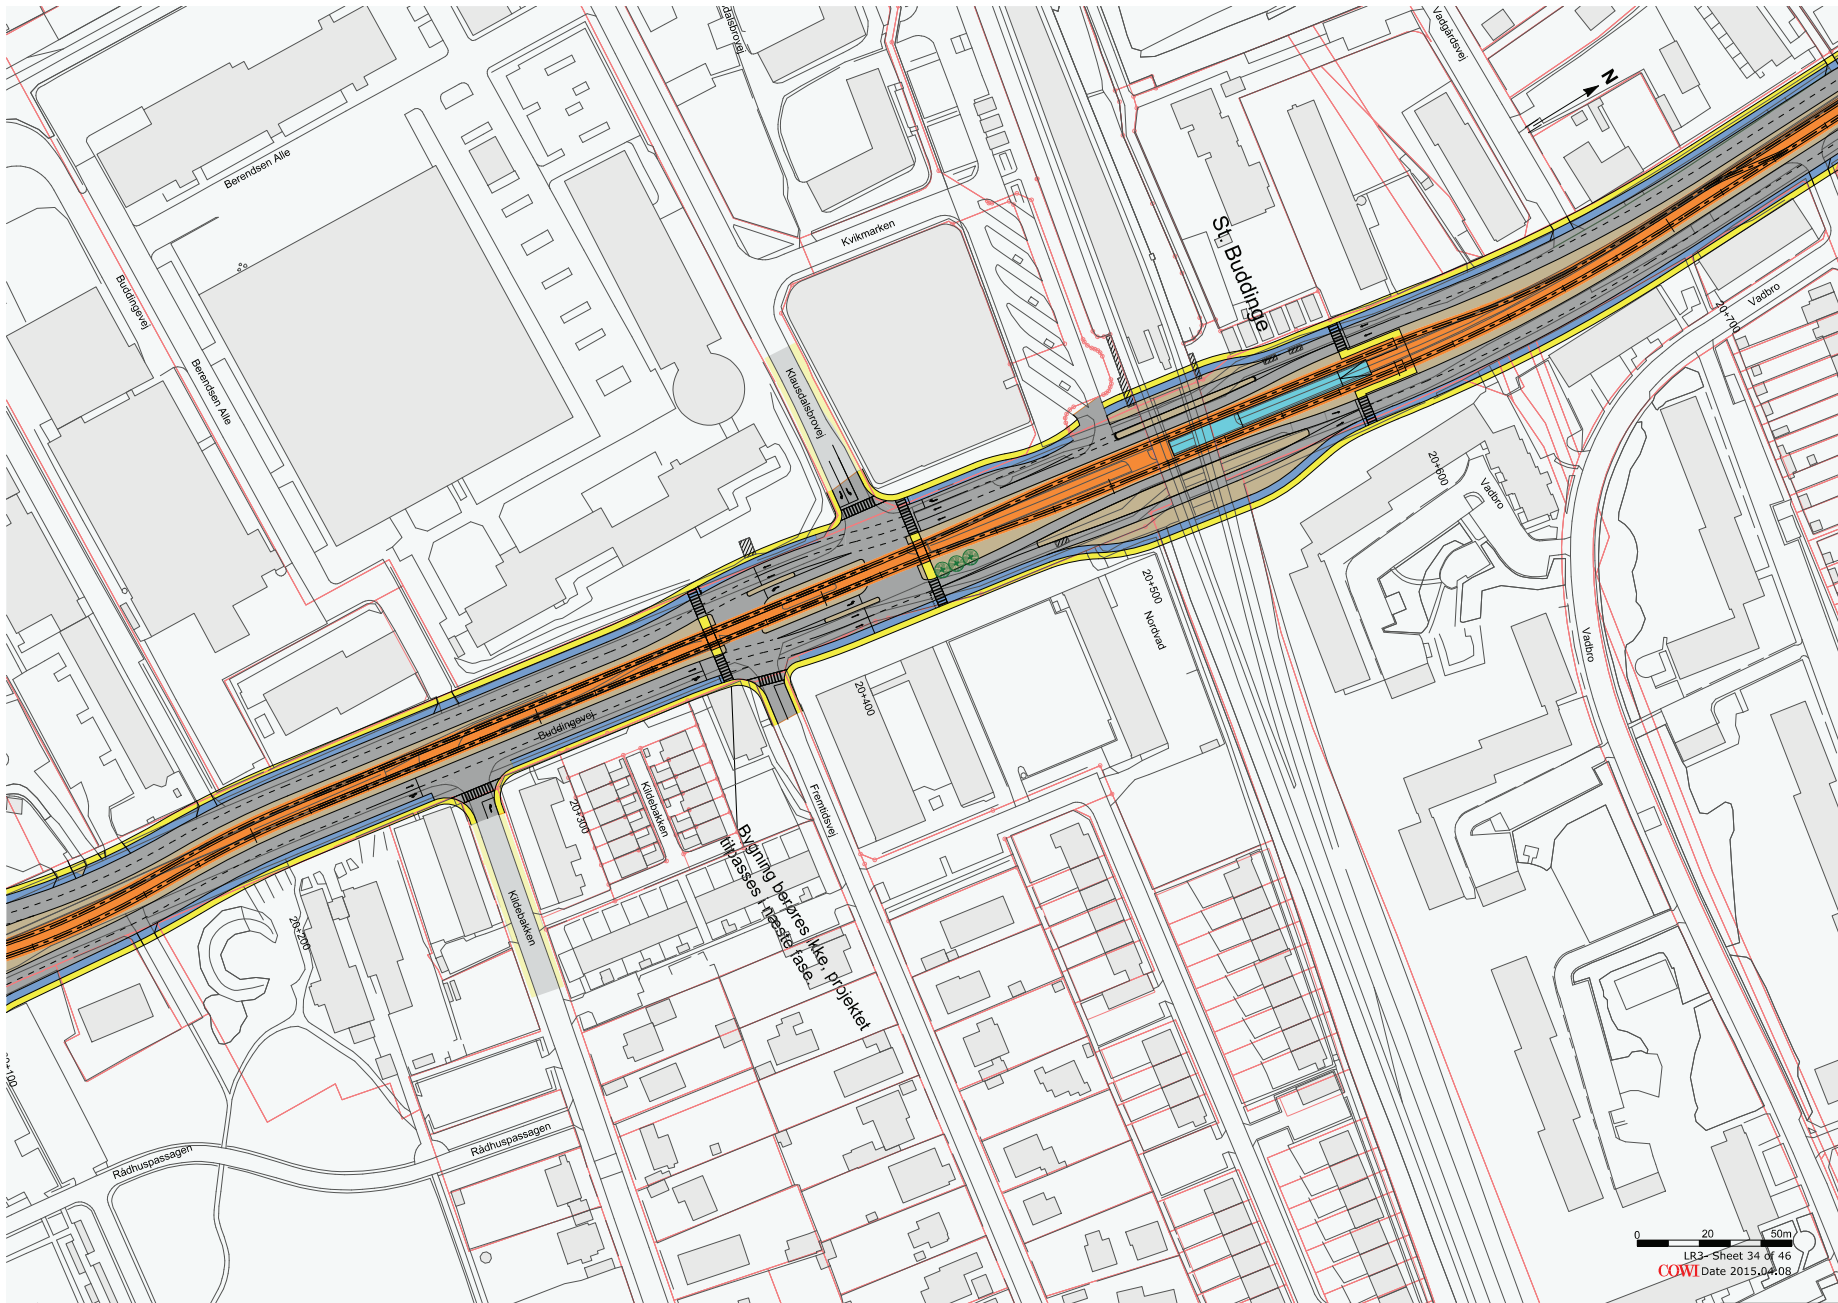 dalsbrovej
Vadgårdsvej
N
Berendsen Alle
Kvikmarken
St. Buddinge
Buddingevej
Berendsen Alle
Klausdalsbrovej
Vadbro
20+700
20+600
Vadbro
20+500
Nordvad
Vadbro
20+400
Buddingevej
Kildebakken
20+300
Fremtidsvej
Bygning berøres ikke, projektet
tilpasses i næste fase.
Kildebakken
20+200
20+100
Rådhuspassagen
Rådhuspassagen
0 20 50m
LR3- Sheet 34 of 46
COWI Date 2015.04.08